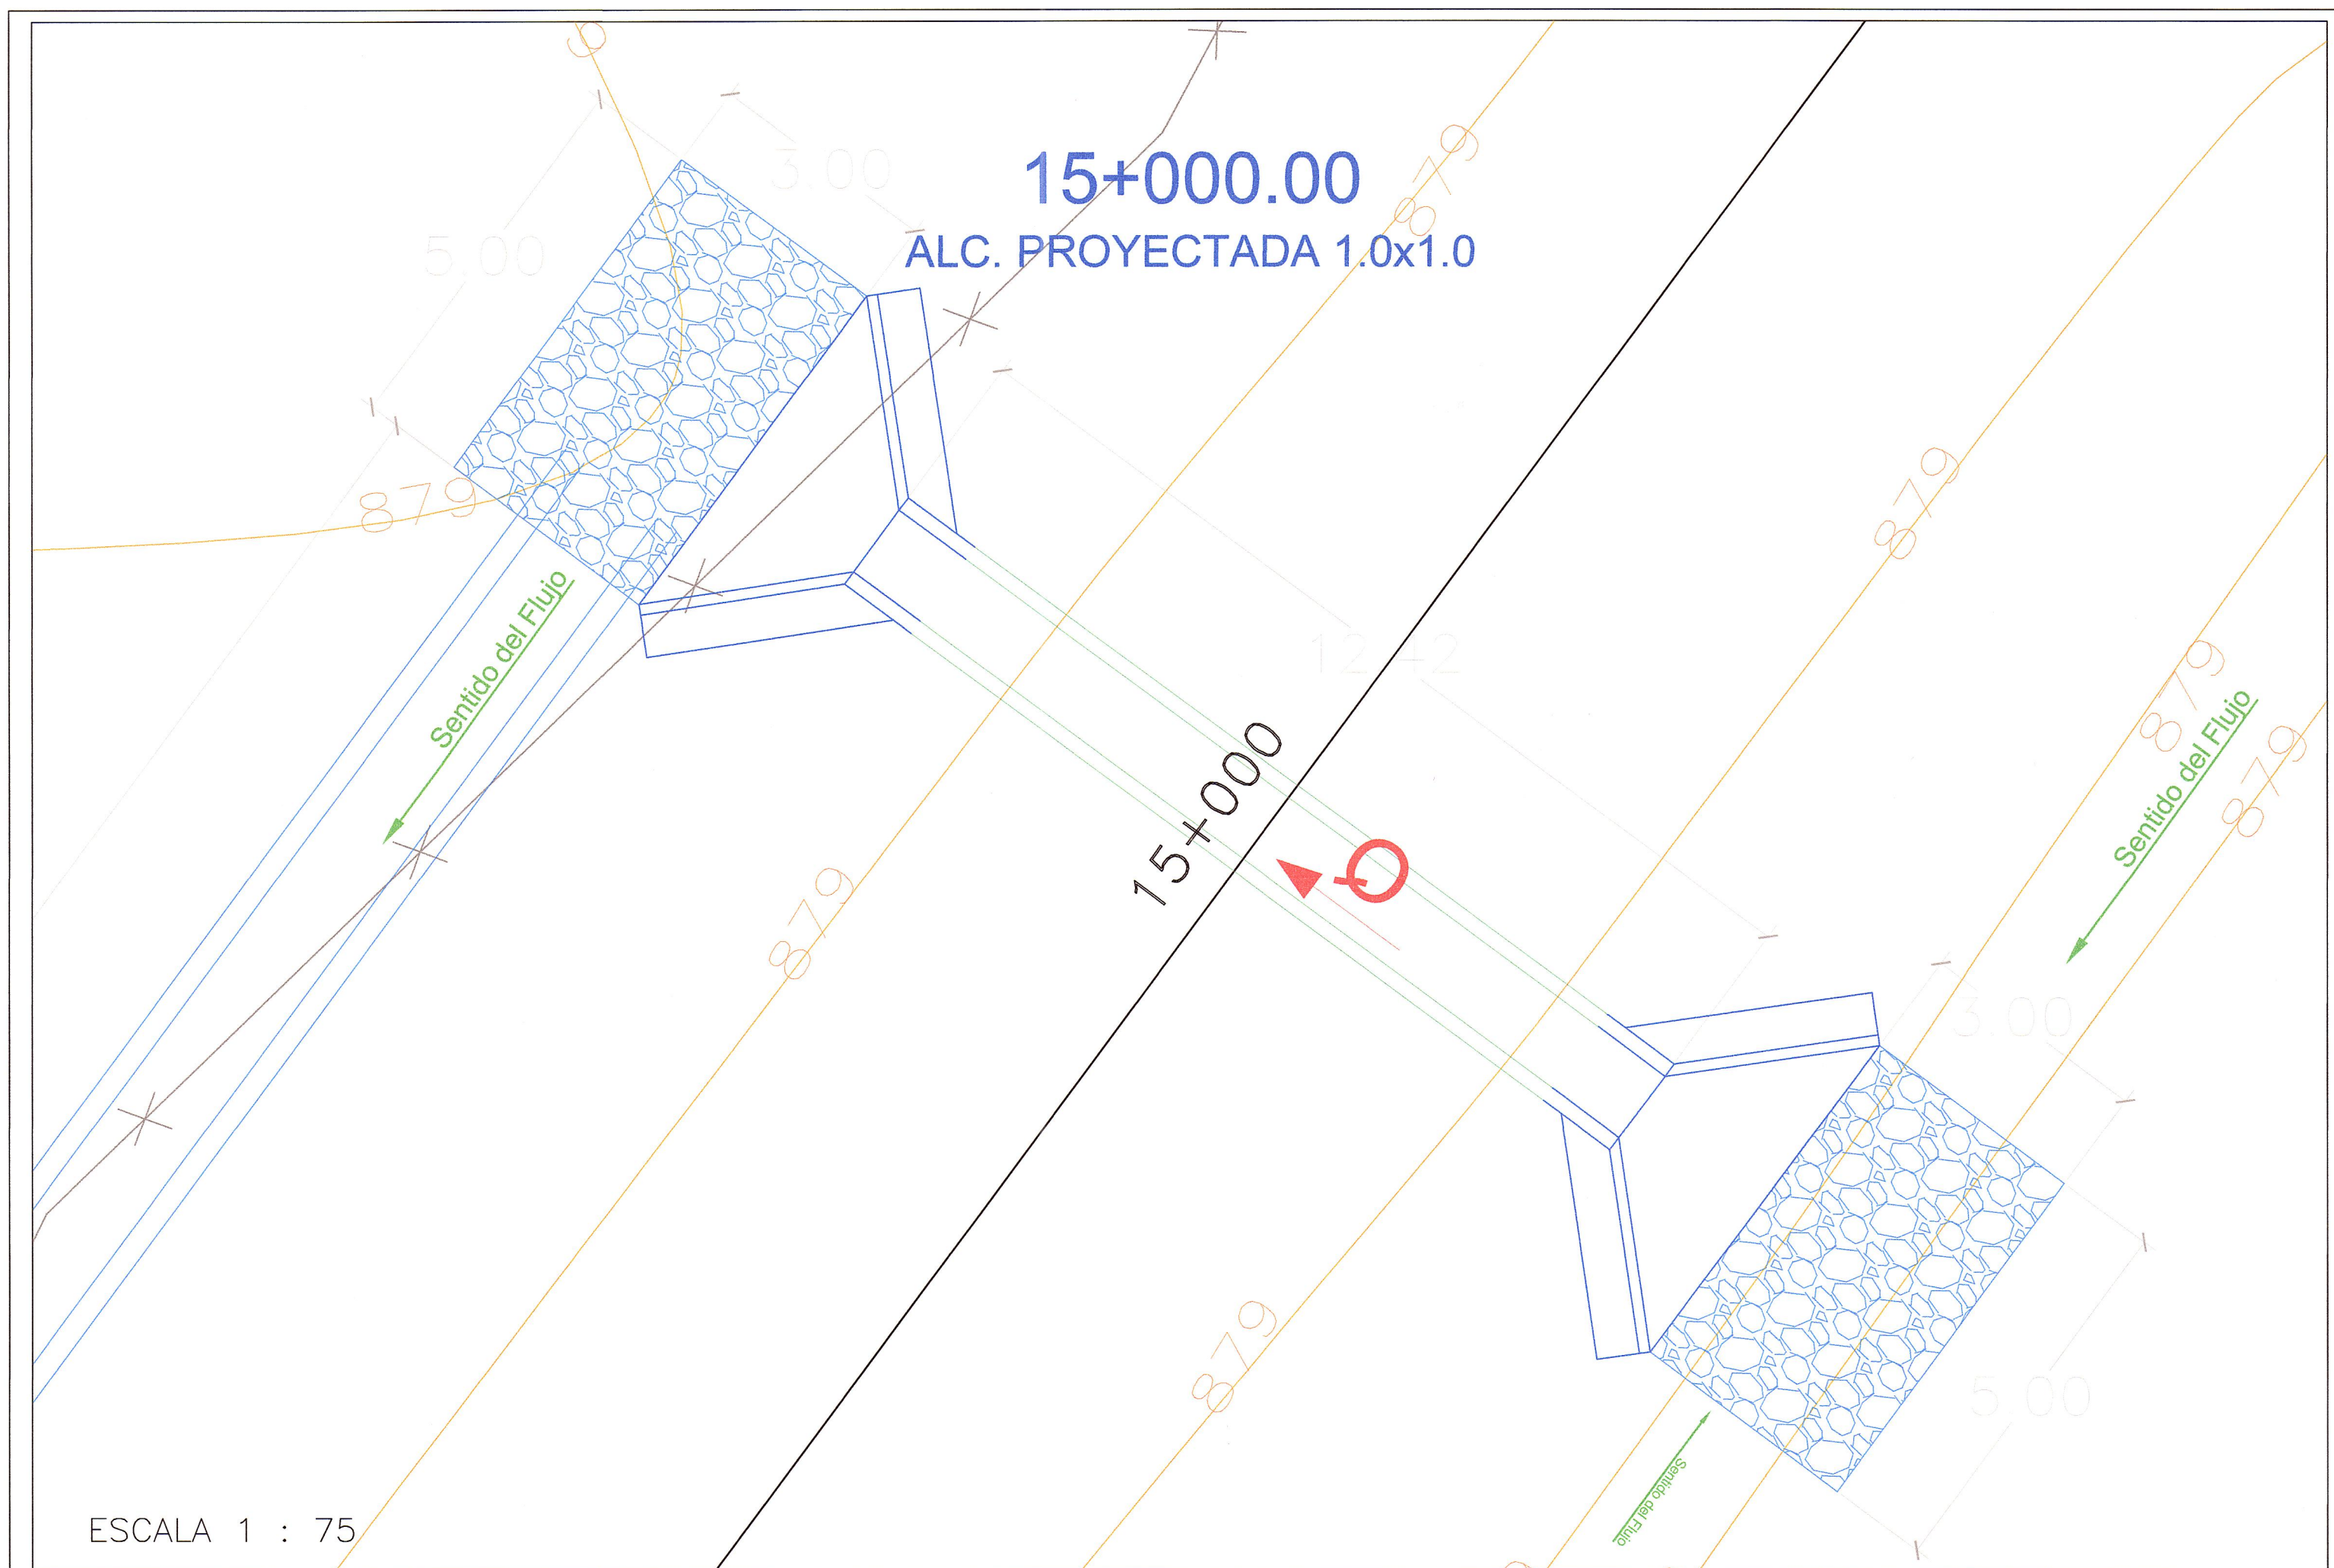 9
3.00
15+000.00
879
5.00
ALC. PROYECTADA 1.0x1.0
879
879
Sentido del Flujo
12.42
879
Sentido del Flujo
879
15+000
Q
879
3.00
879
5.00
Sentido del Flujo
ESCALA 1 : 75